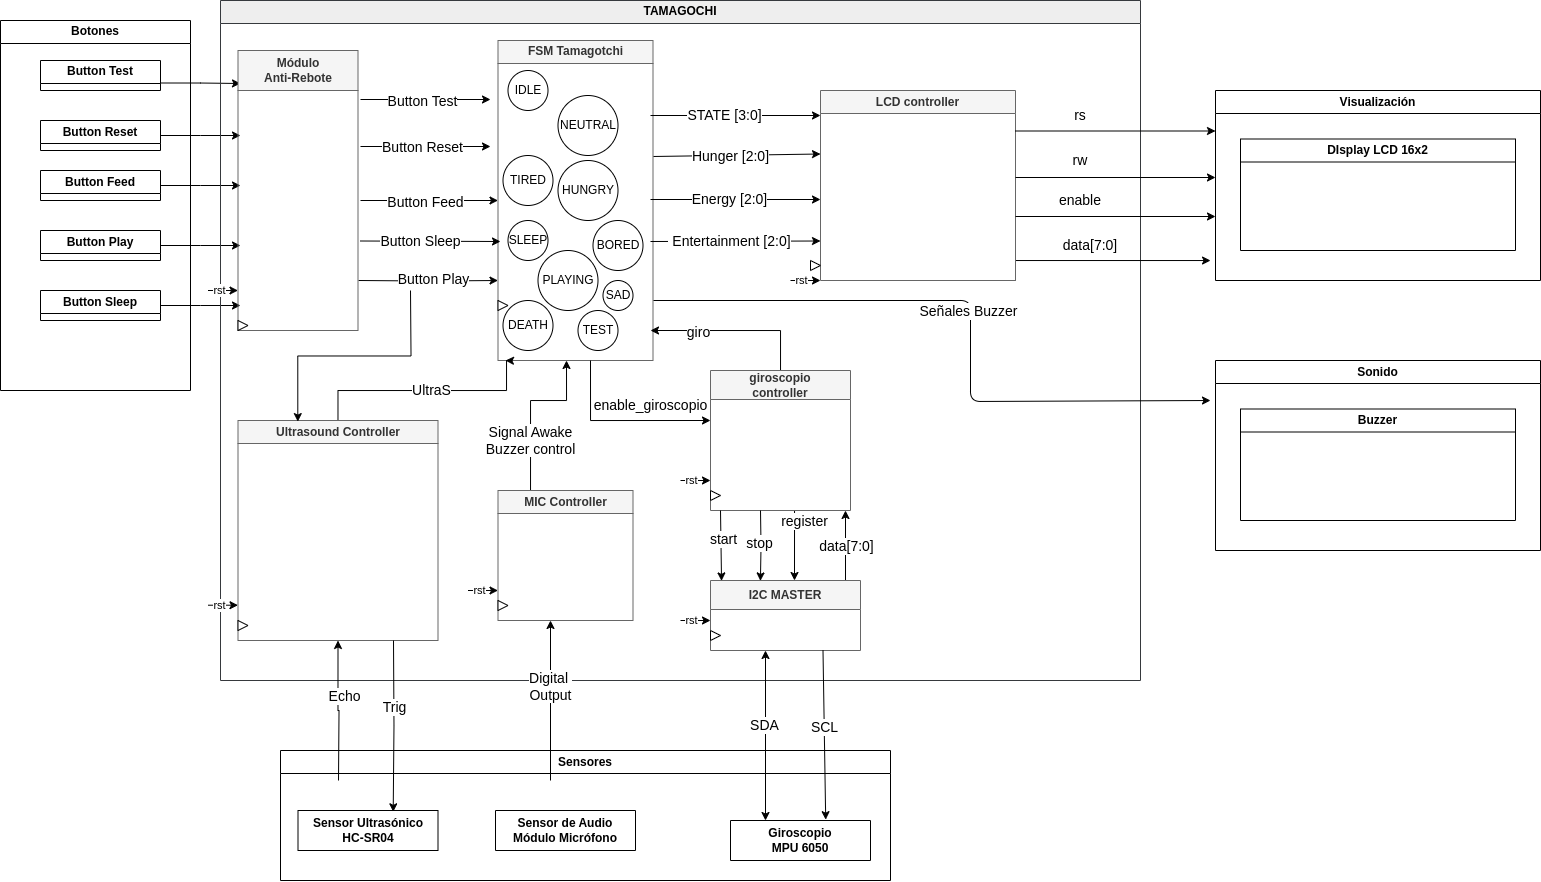 TAMAGOCHI
Botones
Button Test
Button Reset
Button Feed
Button Play
Button Sleep
Módulo
Anti-Rebote
rst
Button Test
Button Reset
Button Feed
Button Sleep
Button Play
FSM Tamagotchi
IDLE
NEUTRAL
TIRED
HUNGRY
SLEEP
BORED
PLAYING
SAD
DEATH
TEST
STATE [3:0]
Hunger [2:0]
Energy [2:0]
Entertainment [2:0]
LCD controller
rst
rs
rw
enable
data[7:0]
Visualización
DIsplay LCD 16x2
Señales Buzzer
Sonido
Buzzer
giro
giroscopio
controller
enable_giroscopio
rst
UltraS
Signal Awake
Buzzer control
Ultrasound Controller
rst
MIC Controller
rst
start
stop
register
data[7:0]
I2C MASTER
rst
Echo
Trig
Digital
Output
SDA
SCL
Sensores
Sensor Ultrasónico
HC-SR04
Sensor de Audio
Módulo Micrófono
Giroscopio
MPU 6050